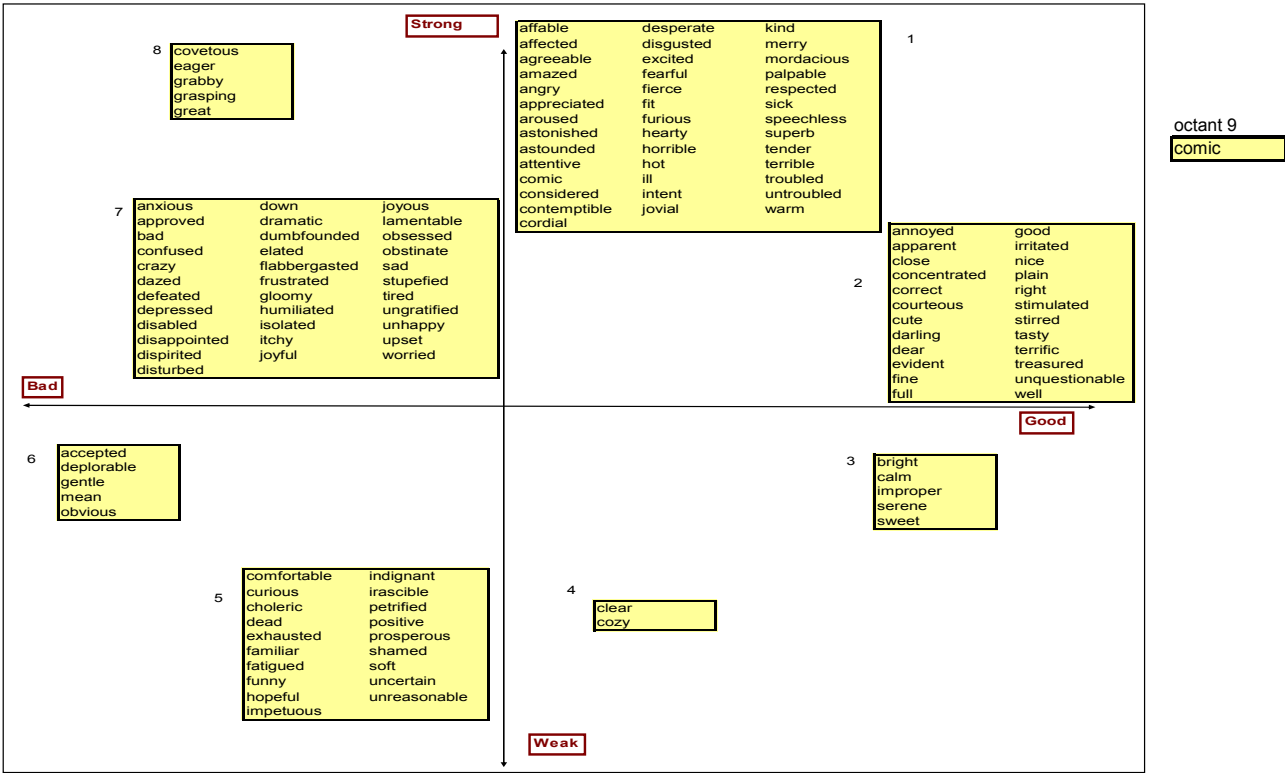 Strong
1
affable desperate kind
affected disgusted merry
agreeable excited mordacious
amazed fearful palpable
angry fierce respected
appreciated fit sick
aroused furious speechless
astonished hearty superb
astounded horrible tender
attentive hot terrible
comic ill troubled
considered intent untroubled
contemptible jovial warm
cordial
8
covetous
eager
grabby
grasping
great
octant 9
comic
7
anxious down joyous
approved dramatic lamentable
bad dumbfounded obsessed
confused elated obstinate
crazy flabbergasted sad
dazed frustrated stupefied
defeated gloomy tired
depressed humiliated ungratified
disabled isolated unhappy
disappointed itchy upset
dispirited joyful worried
disturbed
2
annoyed good
apparent irritated
close nice
concentrated plain
correct right
courteous stimulated
cute stirred
darling tasty
dear terrific
evident treasured
fine unquestionable
full well
Bad
Good
6
accepted
deplorable
gentle
mean
obvious
3
bright
calm
improper
serene
sweet
5
comfortable indignant
curious irascible
choleric petrified
dead positive
exhausted prosperous
familiar shamed
fatigued soft
funny uncertain
hopeful unreasonable
impetuous
4
clear
cozy
Weak